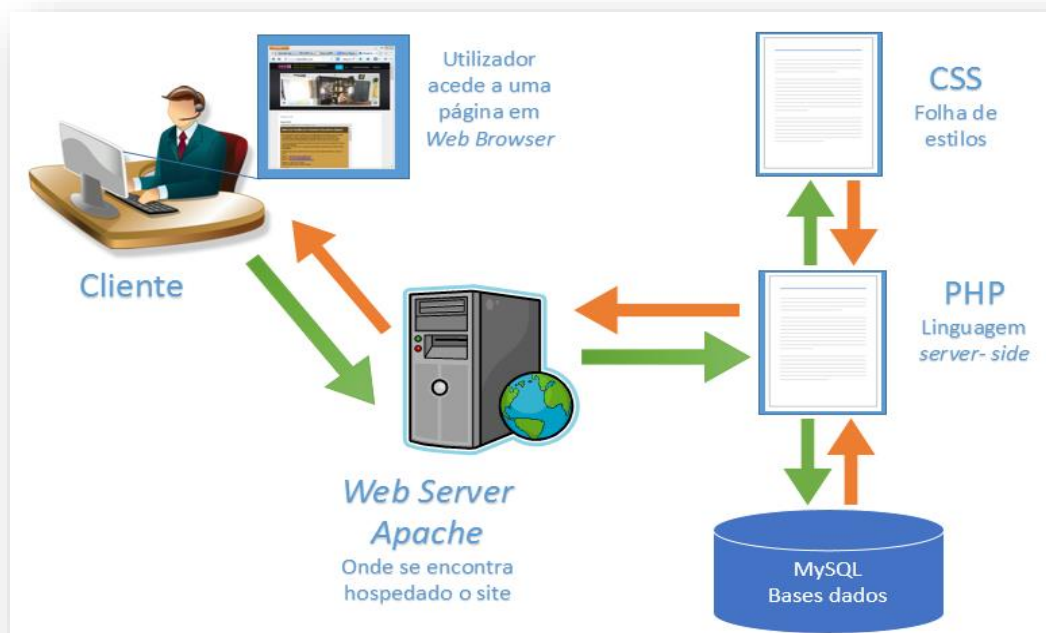 Utilizador
acede a uma
página em
Web Browser
CSS
Folha de
estilos
Cliente
PHP
Linguagem
server- side
Web Server
Apache
Onde se encontra
hospedado o site
MySQL
Bases dados